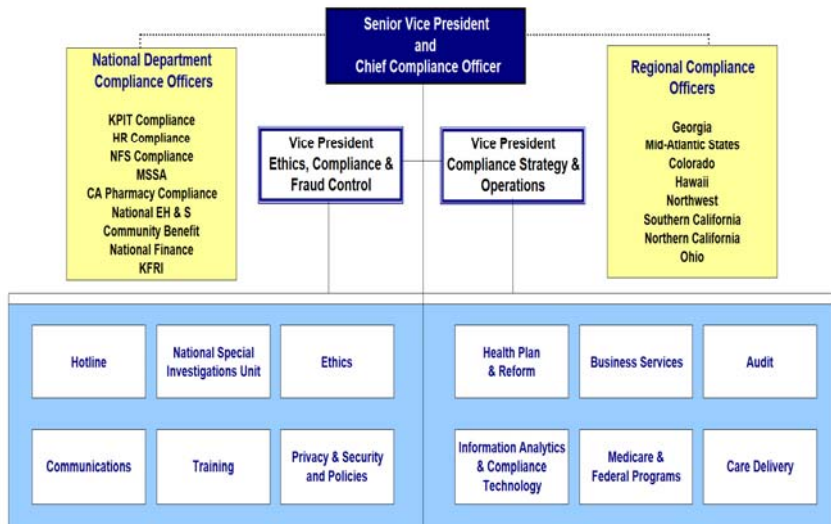 Senior Vice President
and
Chief Compliance Officer
National Department
Compliance Officers
KPIT Compliance
HR Compliance
NFS Compliance
MSSA
CA Pharmacy Compliance
National EH & S
Community Benefit
National Finance
KFRI
Vice President
Ethics, Compliance &
Fraud Control
Vice President
Compliance Strategy &
Operations
Regional Compliance
Officers
Georgia
Mid-Atlantic States
Colorado
Hawaii
Northwest
Southern California
Northern California
Ohio
Hotline
National Special
Investigations Unit
Ethics
Health Plan
& Reform
Business Services
Audit
Communications
Training
Privacy & Security
and Policies
Information Analytics
& Compliance
Technology
Medicare &
Federal Programs
Care Delivery